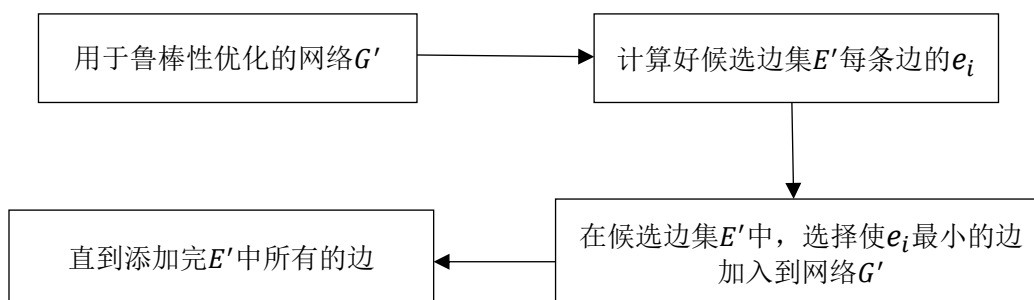 用于鲁棒性优化的网络G′
计算好候选边集E′每条边的eᵢ
在候选边集E′中，选择使eᵢ最小的边
加入到网络G′
直到添加完E′中所有的边